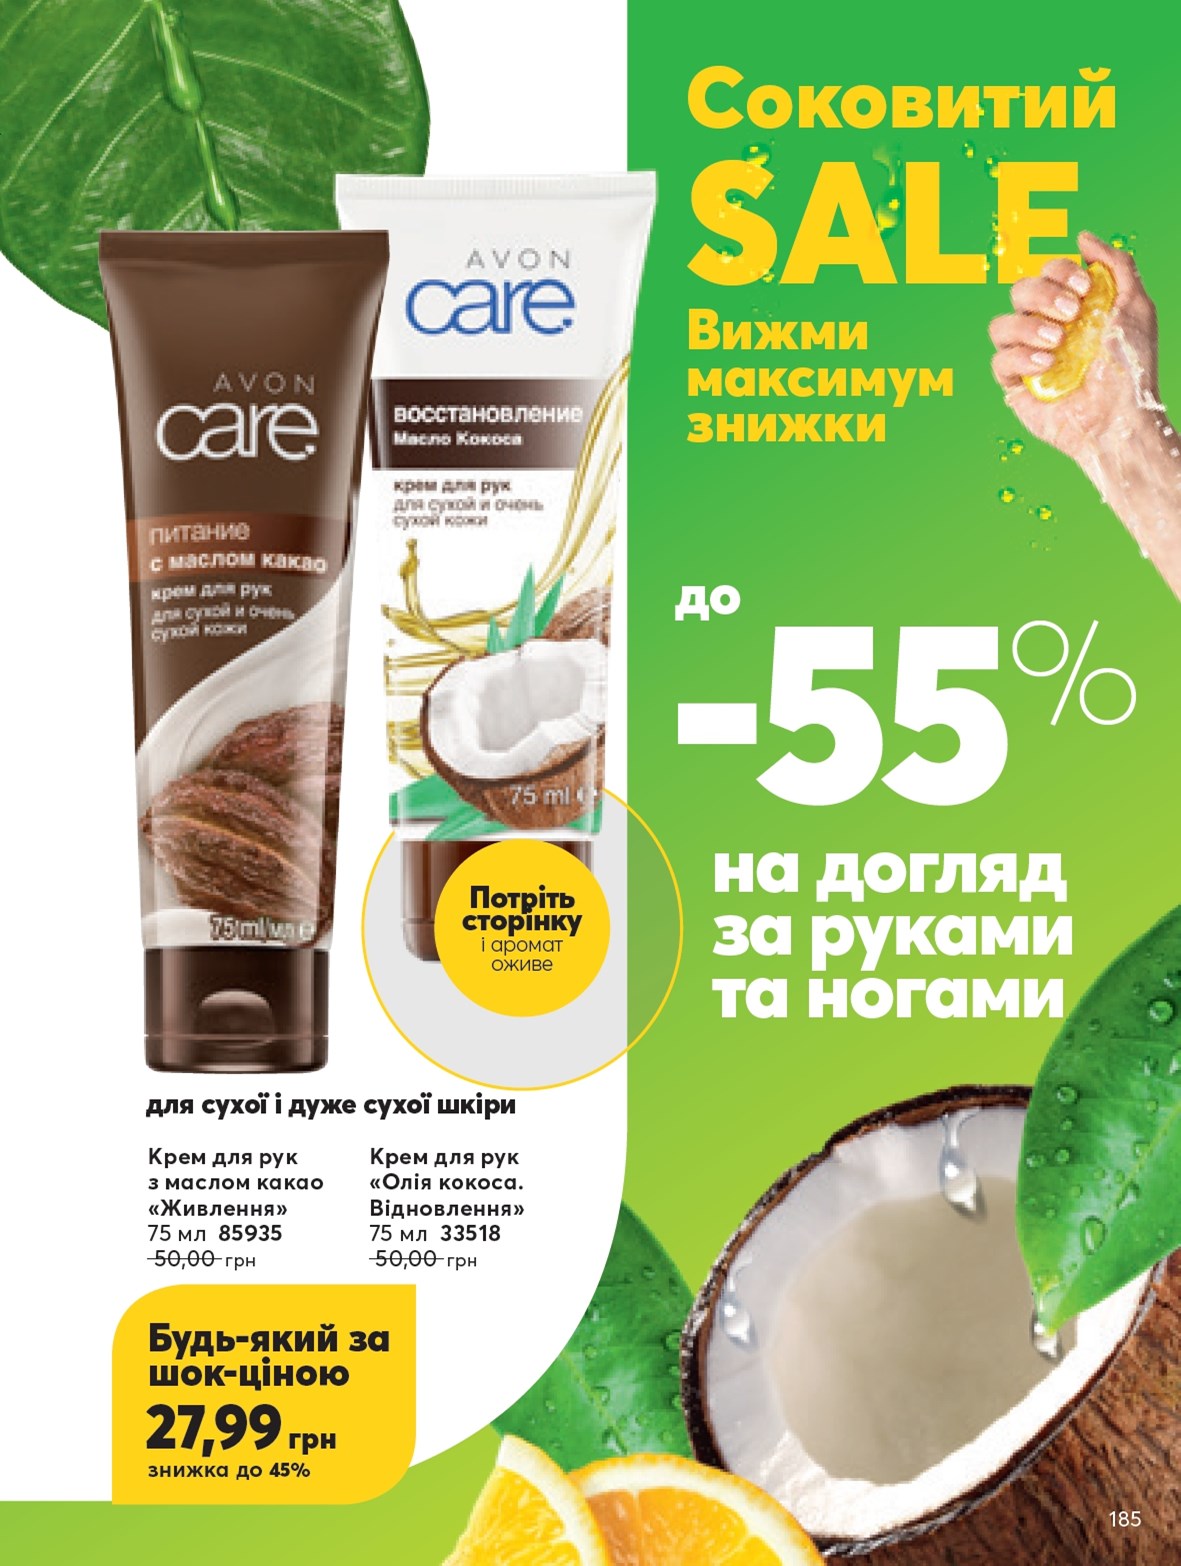 Соковитий
SALE
Вижми
максимум
знижки
до
-55%
на догляд
за руками
та ногами
AVON
care
питание
с маслом какао
крем для рук
для сухой и очень
сухой кожи
75 ml/мл e
AVON
care
восстановление
Масло Кокоса
крем для рук
для сухой и очень
сухой кожи
75 ml e
Потріть
сторінку
і аромат
оживе
для сухої і дуже сухої шкіри
Крем для рук
з маслом какао
«Живлення»
75 мл 85935
50,00 грн
Крем для рук
«Олія кокоса.
Відновлення»
75 мл 33518
50,00 грн
Будь-який за
шок-ціною
27,99 грн
знижка до 45%
185